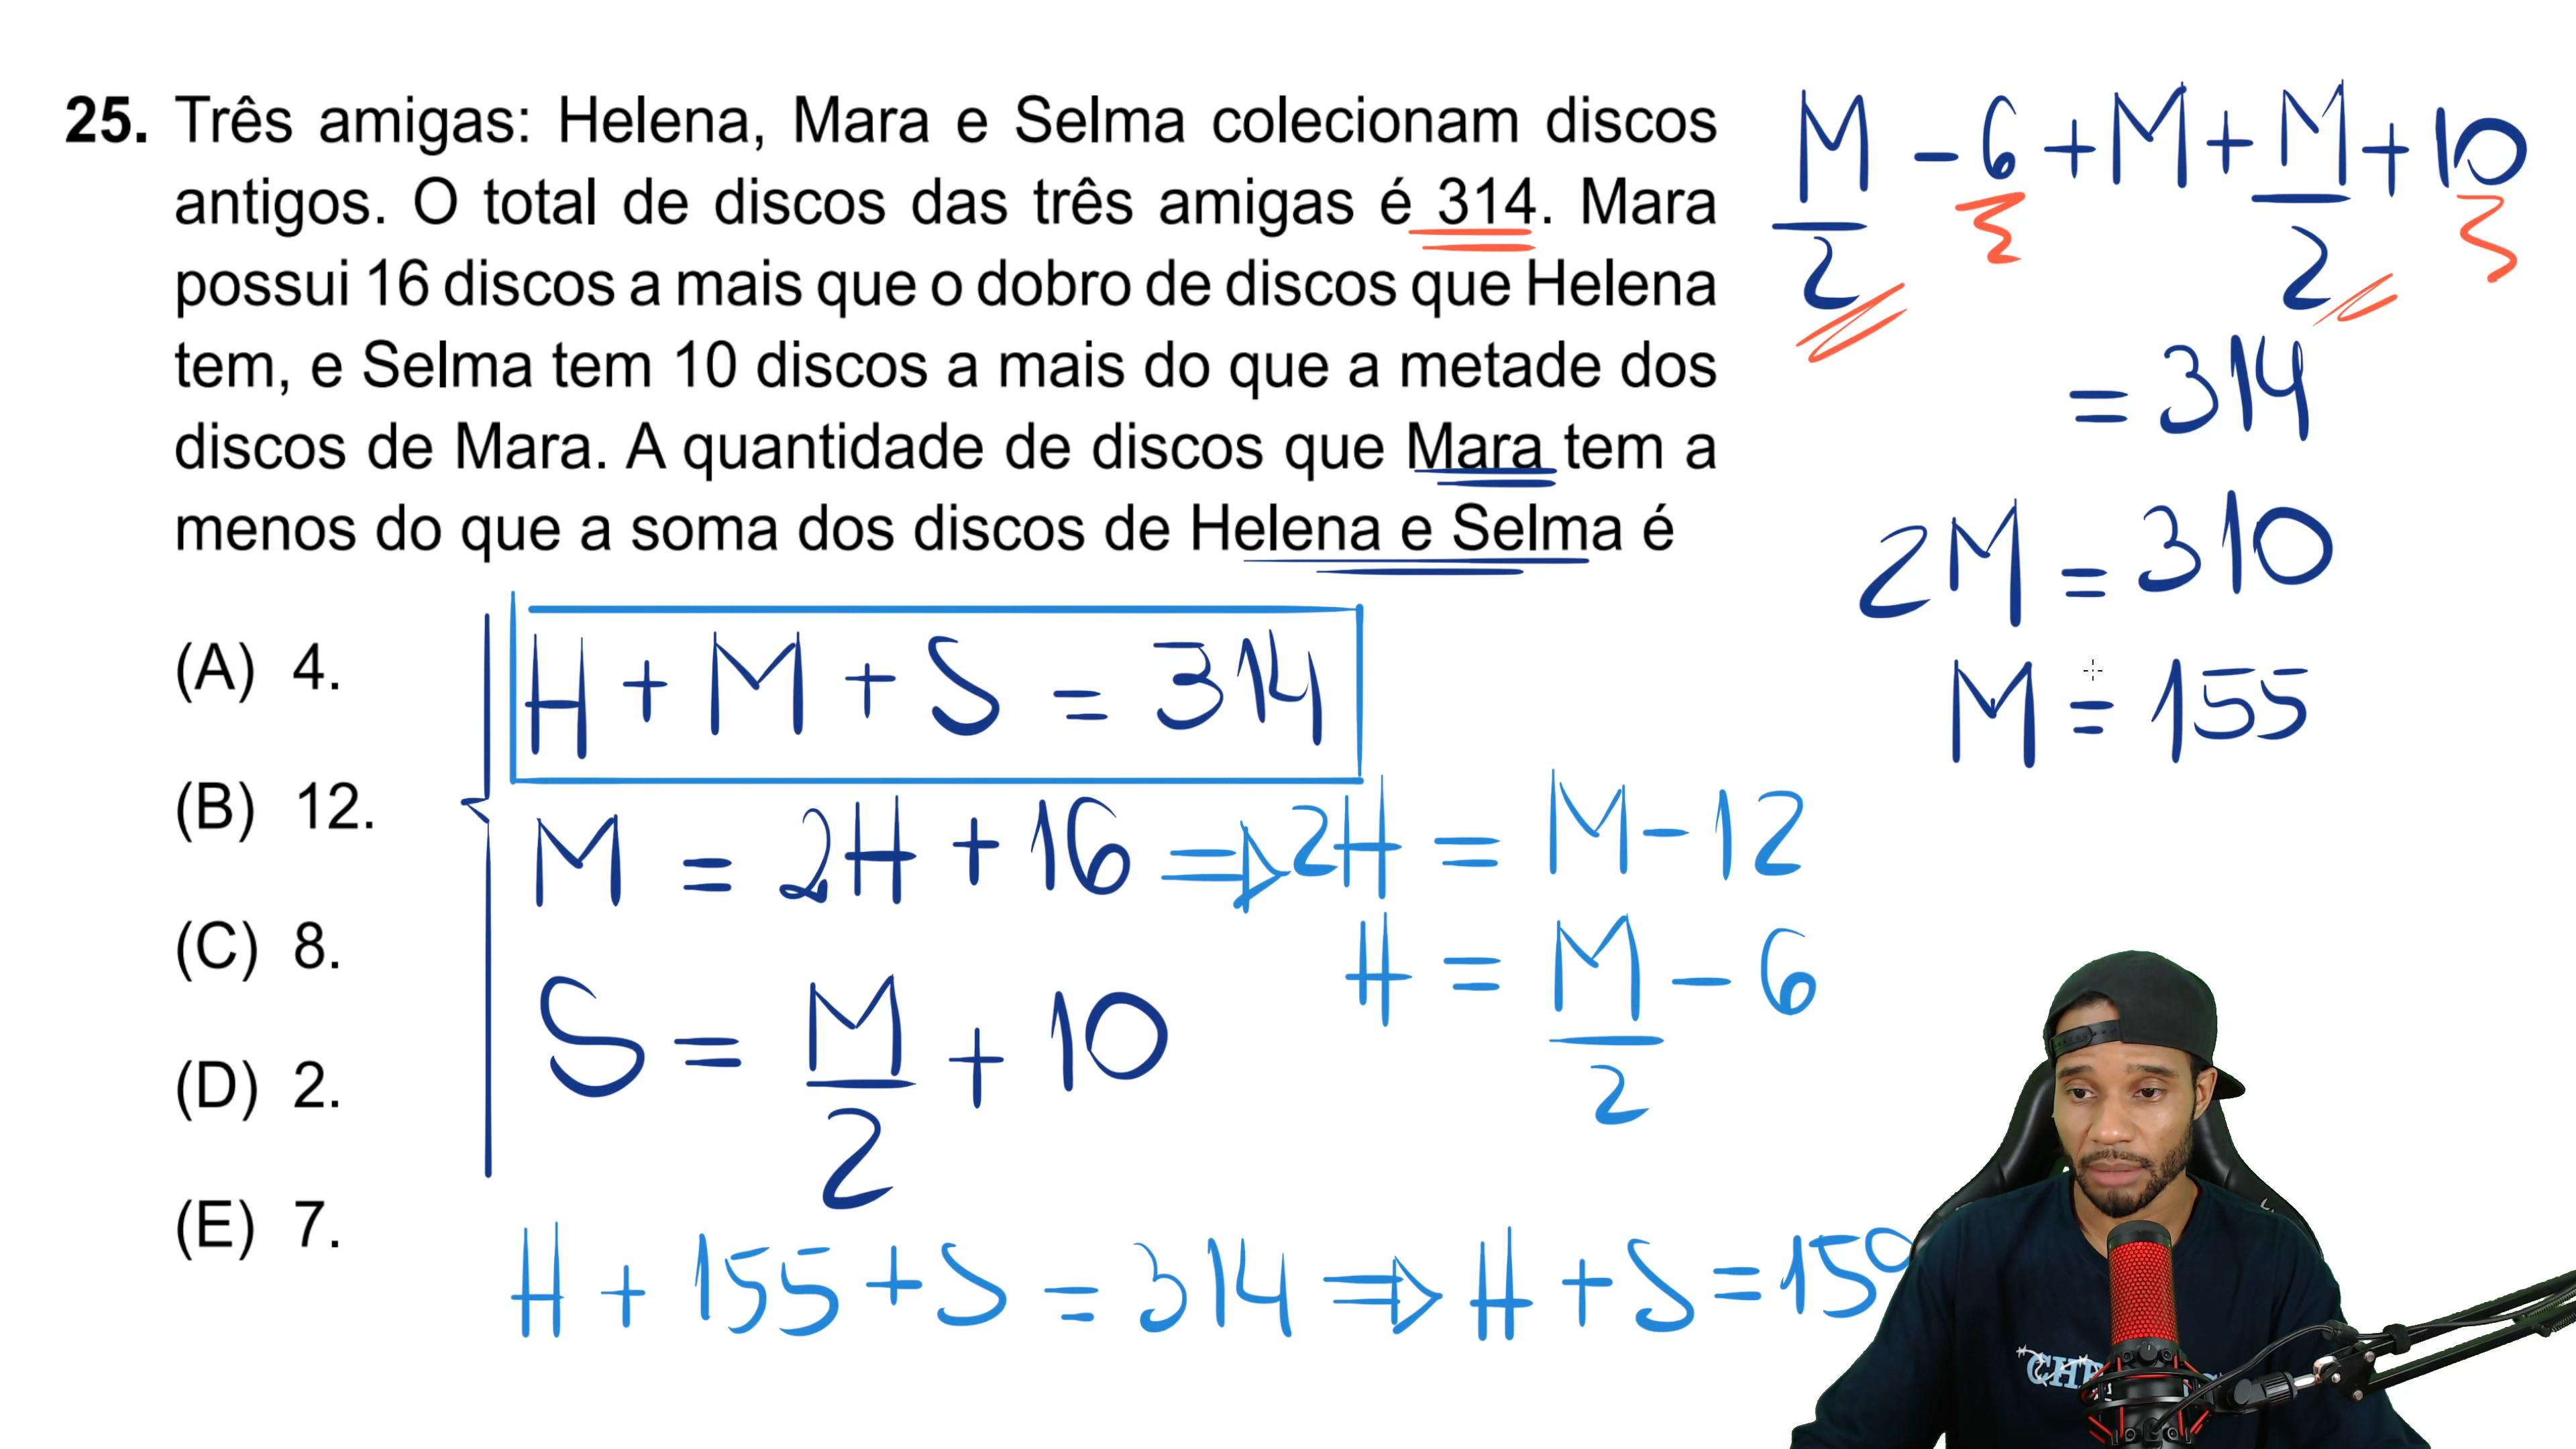 25. Três amigas: Helena, Mara e Selma colecionam discos
antigos. O total de discos das três amigas é 314. Mara
possui 16 discos a mais que o dobro de discos que Helena
tem, e Selma tem 10 discos a mais do que a metade dos
discos de Mara. A quantidade de discos que Mara tem a
menos do que a soma dos discos de Helena e Selma é
(A) 4.
(B) 12.
(C) 8.
(D) 2.
(E) 7.
H + M + S = 314
M = 2H + 16 ⇒ 2H = M - 12
H = M/2 - 6
S = M/2 + 10
H + 155 + S = 314 ⇒ H + S = 159
M/2 - 6 + M + M/2 + 10
= 314
2M = 310
M = 155